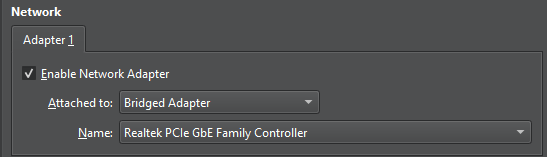 Network
Adapter 1
Enable Network Adapter
Attached to: Bridged Adapter
Name: Realtek PCIe GbE Family Controller